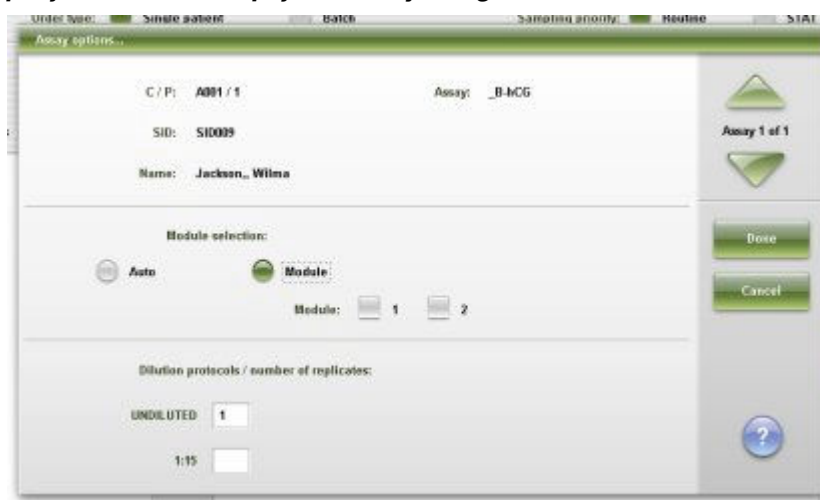 Order type: Single patient Batch Sampling priority: Routine STAT
Assay options...
C / P: A001 / 1 Assay: _B-hCG
SID: SID009
Name: Jackson,, Wilma
Assay 1 of 1
Module selection:
Auto Module
Module: 1 2
Done
Cancel
Dilution protocols / number of replicates:
UNDILUTED 1
1:15
?